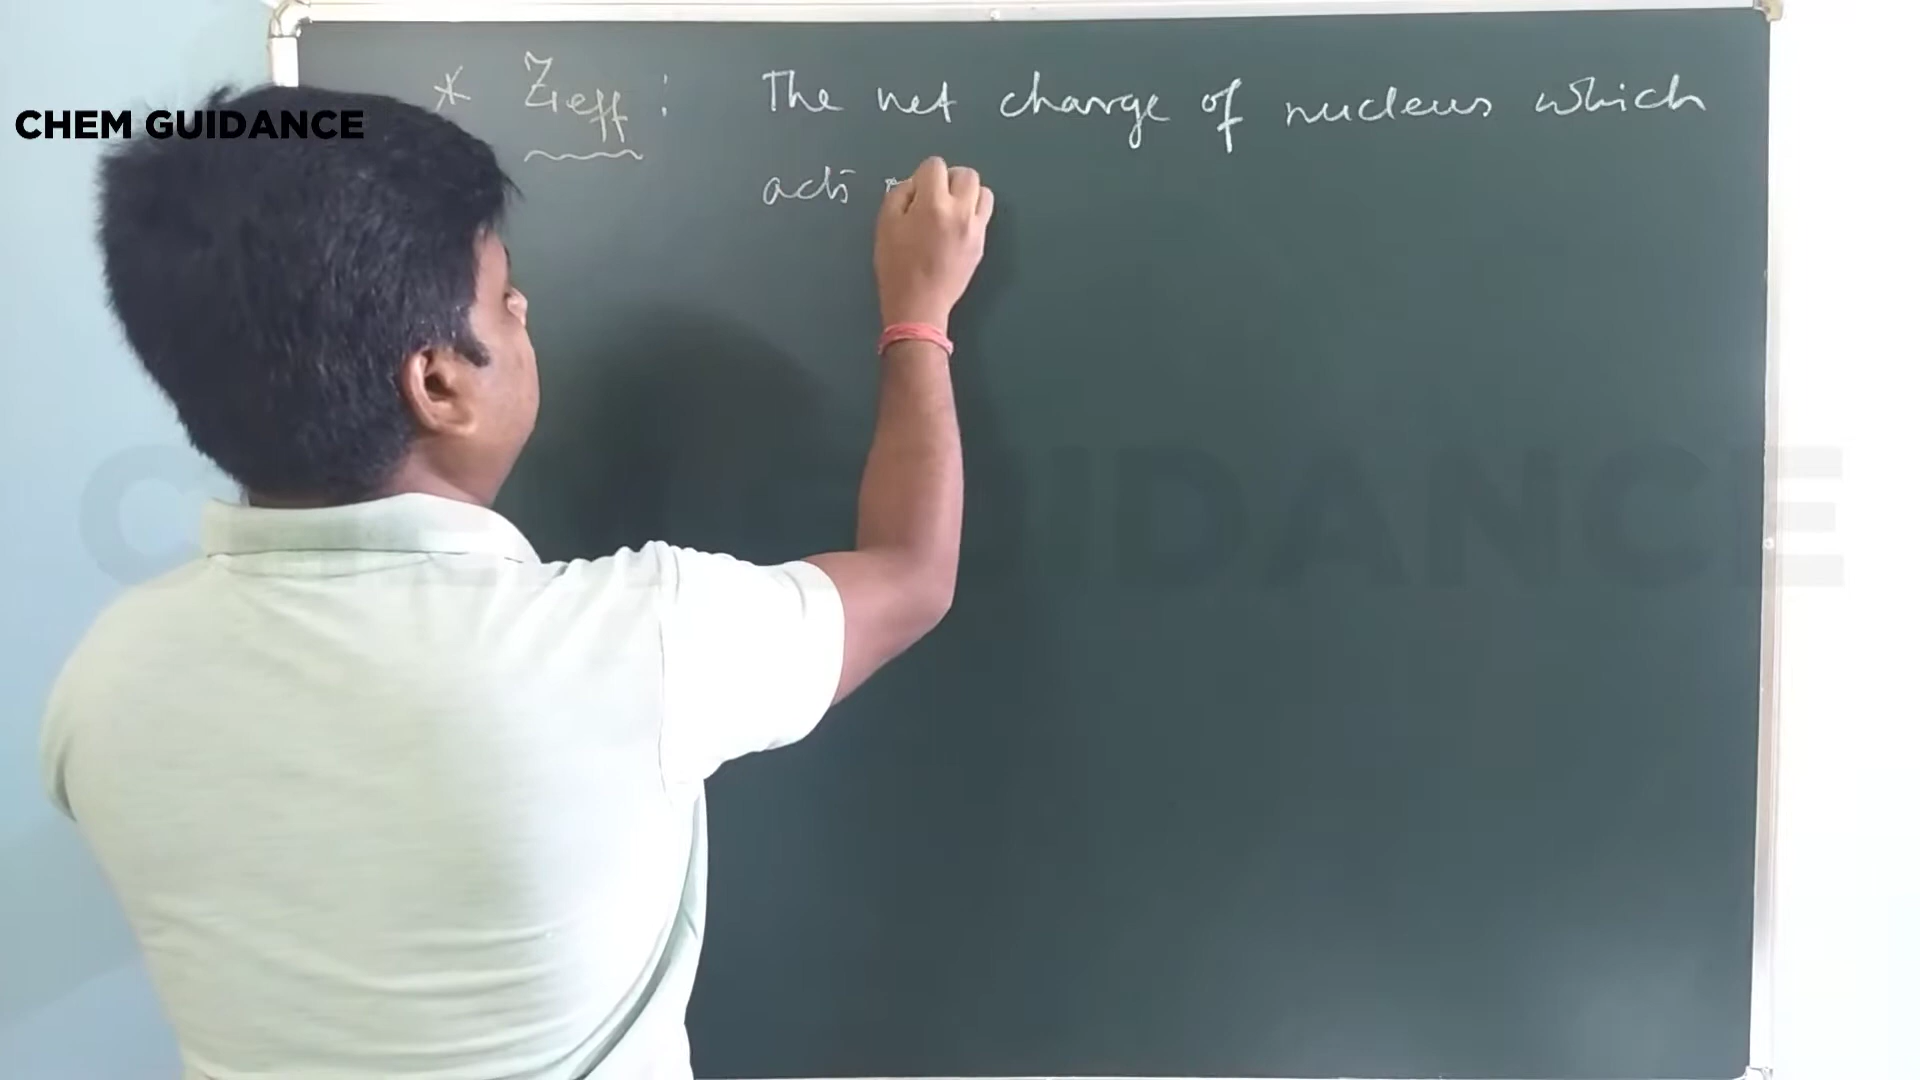 CHEM GUIDANCE
* Zeff : The net charge of nucleus which
acts